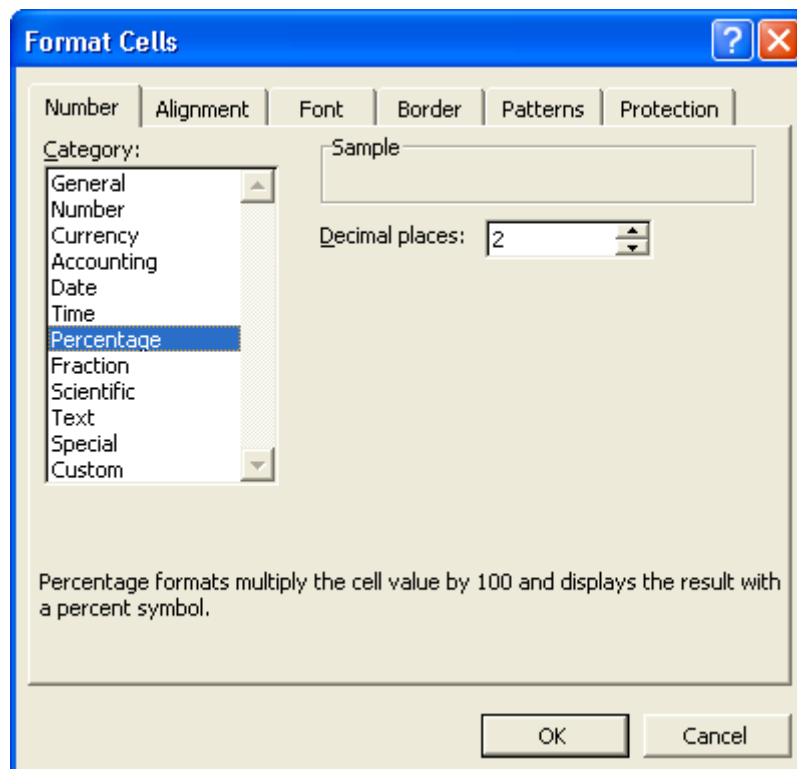 Format Cells
Number Alignment Font Border Patterns Protection
Category:
General
Number
Currency
Accounting
Date
Time
Percentage
Fraction
Scientific
Text
Special
Custom
Sample
Decimal places: 2
Percentage formats multiply the cell value by 100 and displays the result with
a percent symbol.
OK Cancel